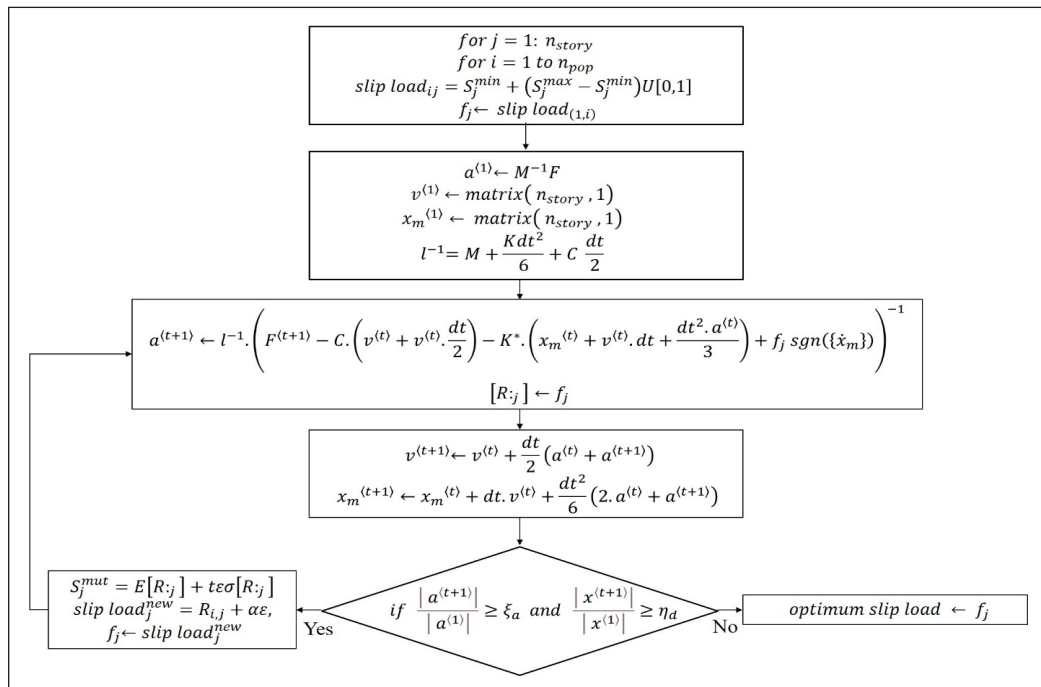 for j = 1: n_story
for i = 1 to n_pop
slip load_ij = S_j^min + (S_j^max − S_j^min)U[0,1]
f_j ← slip load_(1,i)
a^⟨1⟩ ← M^−1 F
v^⟨1⟩ ← matrix( n_story , 1)
x_m^⟨1⟩ ← matrix( n_story , 1)
l^−1 = M + Kdt^2/6 + C dt/2
a^⟨t+1⟩ ← l^−1 . (F^⟨t+1⟩ − C. (v^⟨t⟩ + v^⟨t⟩. dt/2) − K^*. (x_m^⟨t⟩ + v^⟨t⟩. dt + dt^2. a^⟨t⟩/3) + f_j sgn({ẋ_m}))^−1
[R:_j] ← f_j
v^⟨t+1⟩ ← v^⟨t⟩ + dt/2 (a^⟨t⟩ + a^⟨t+1⟩)
x_m^⟨t+1⟩ ← x_m^⟨t⟩ + dt. v^⟨t⟩ + dt^2/6 (2. a^⟨t⟩ + a^⟨t+1⟩)
if | a^⟨t+1⟩| / | a^⟨1⟩| ≥ ξ_a and | x^⟨t+1⟩| / | x^⟨1⟩| ≥ η_d
Yes
No
S_j^mut = E[R:_j] + tεσ[R:_j]
slip load_j^new = R_i,j + αε,
f_j ← slip load_j^new
optimum slip load ← f_j